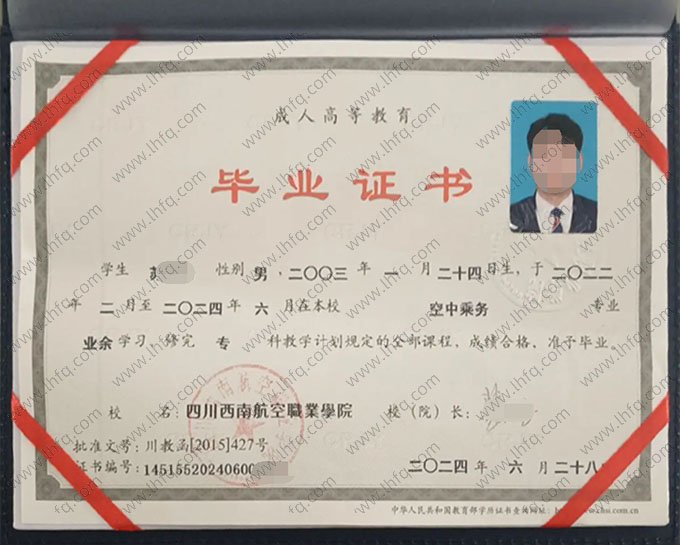 成人高等教育
毕业证书
学生 性别 男，二〇〇三 年 一 月 二十四日生，于 二〇二二
年 二 月至 二〇二四年 六 月在本校 空中乘务 专业
业余 学习，修完 专 科教学计划规定的全部课程，成绩合格，准予毕业。
校 名：四川西南航空職業學院 校（院）长：
批准文号：川教函[2015]427号
证书编号：14515520240600
二〇二四年 六 月二十八
中华人民共和国教育部学历证书查询网址：
www.lhfq.com